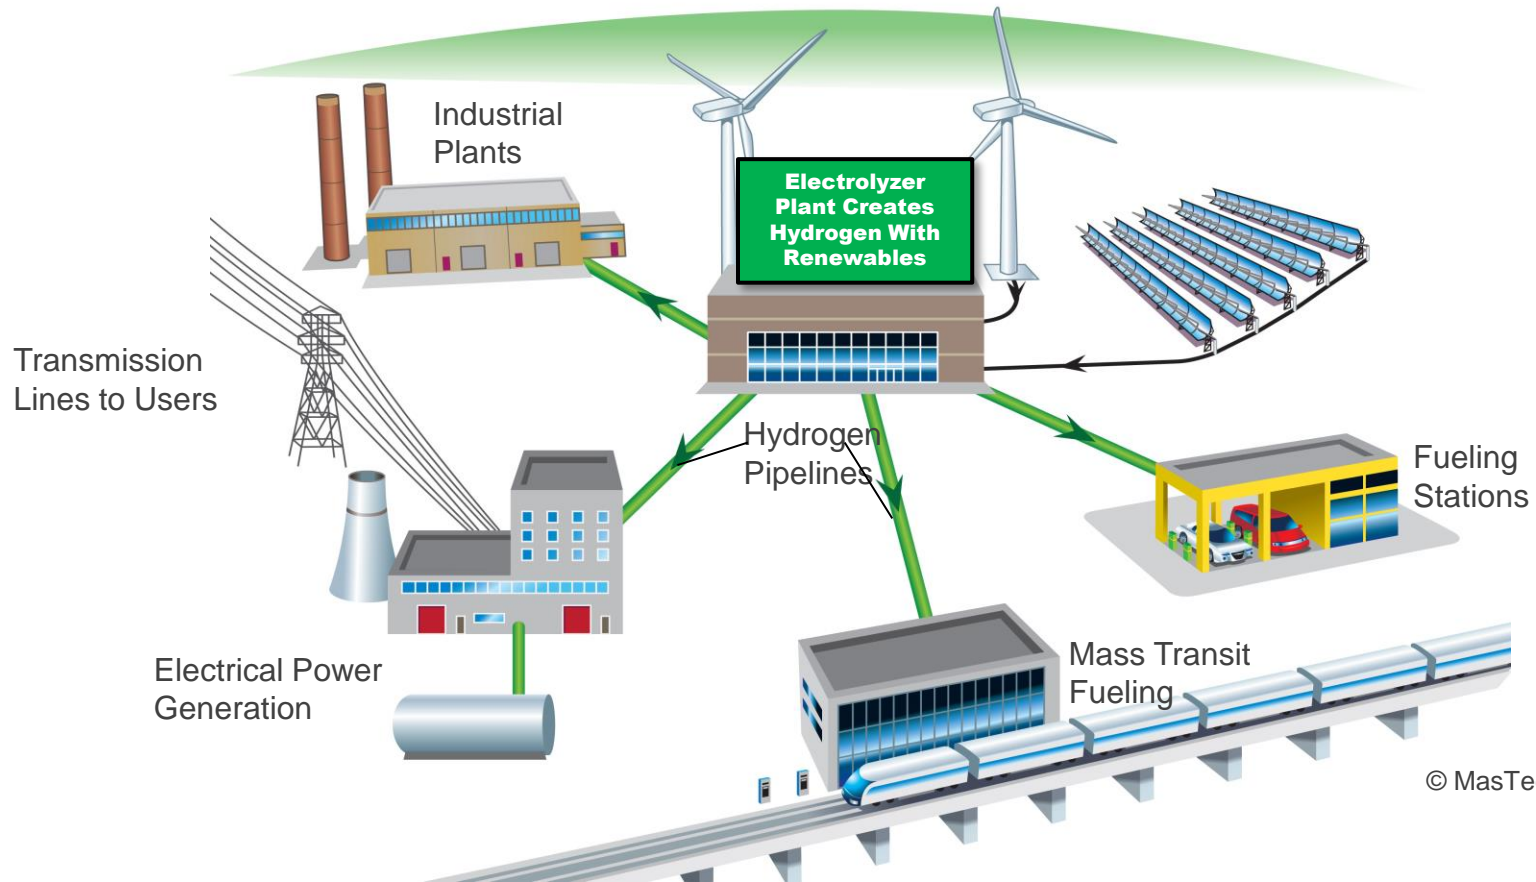 Industrial
Plants
Electrolyzer
Plant Creates
Hydrogen With
Renewables
Transmission
Lines to Users
Hydrogen
Pipelines
Fueling
Stations
Electrical Power
Generation
Mass Transit
Fueling
© MasTe